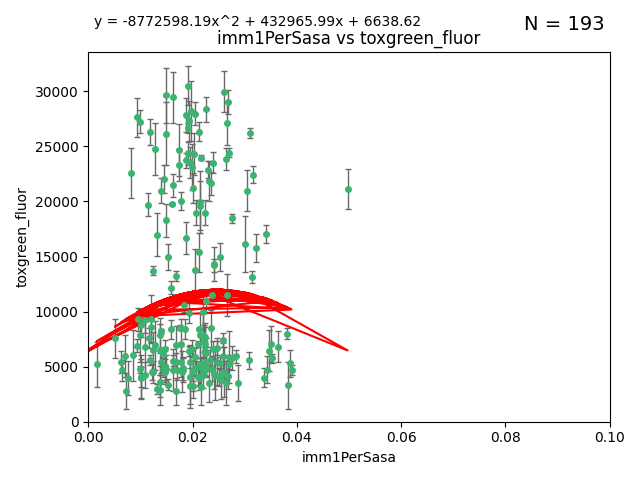 y = -8772598.19x^2 + 432965.99x + 6638.62
N = 193
imm1PerSasa vs toxgreen_fluor
30000
25000
20000
15000
10000
5000
0
toxgreen_fluor
0.00 0.02 0.04 0.06 0.08 0.10
imm1PerSasa